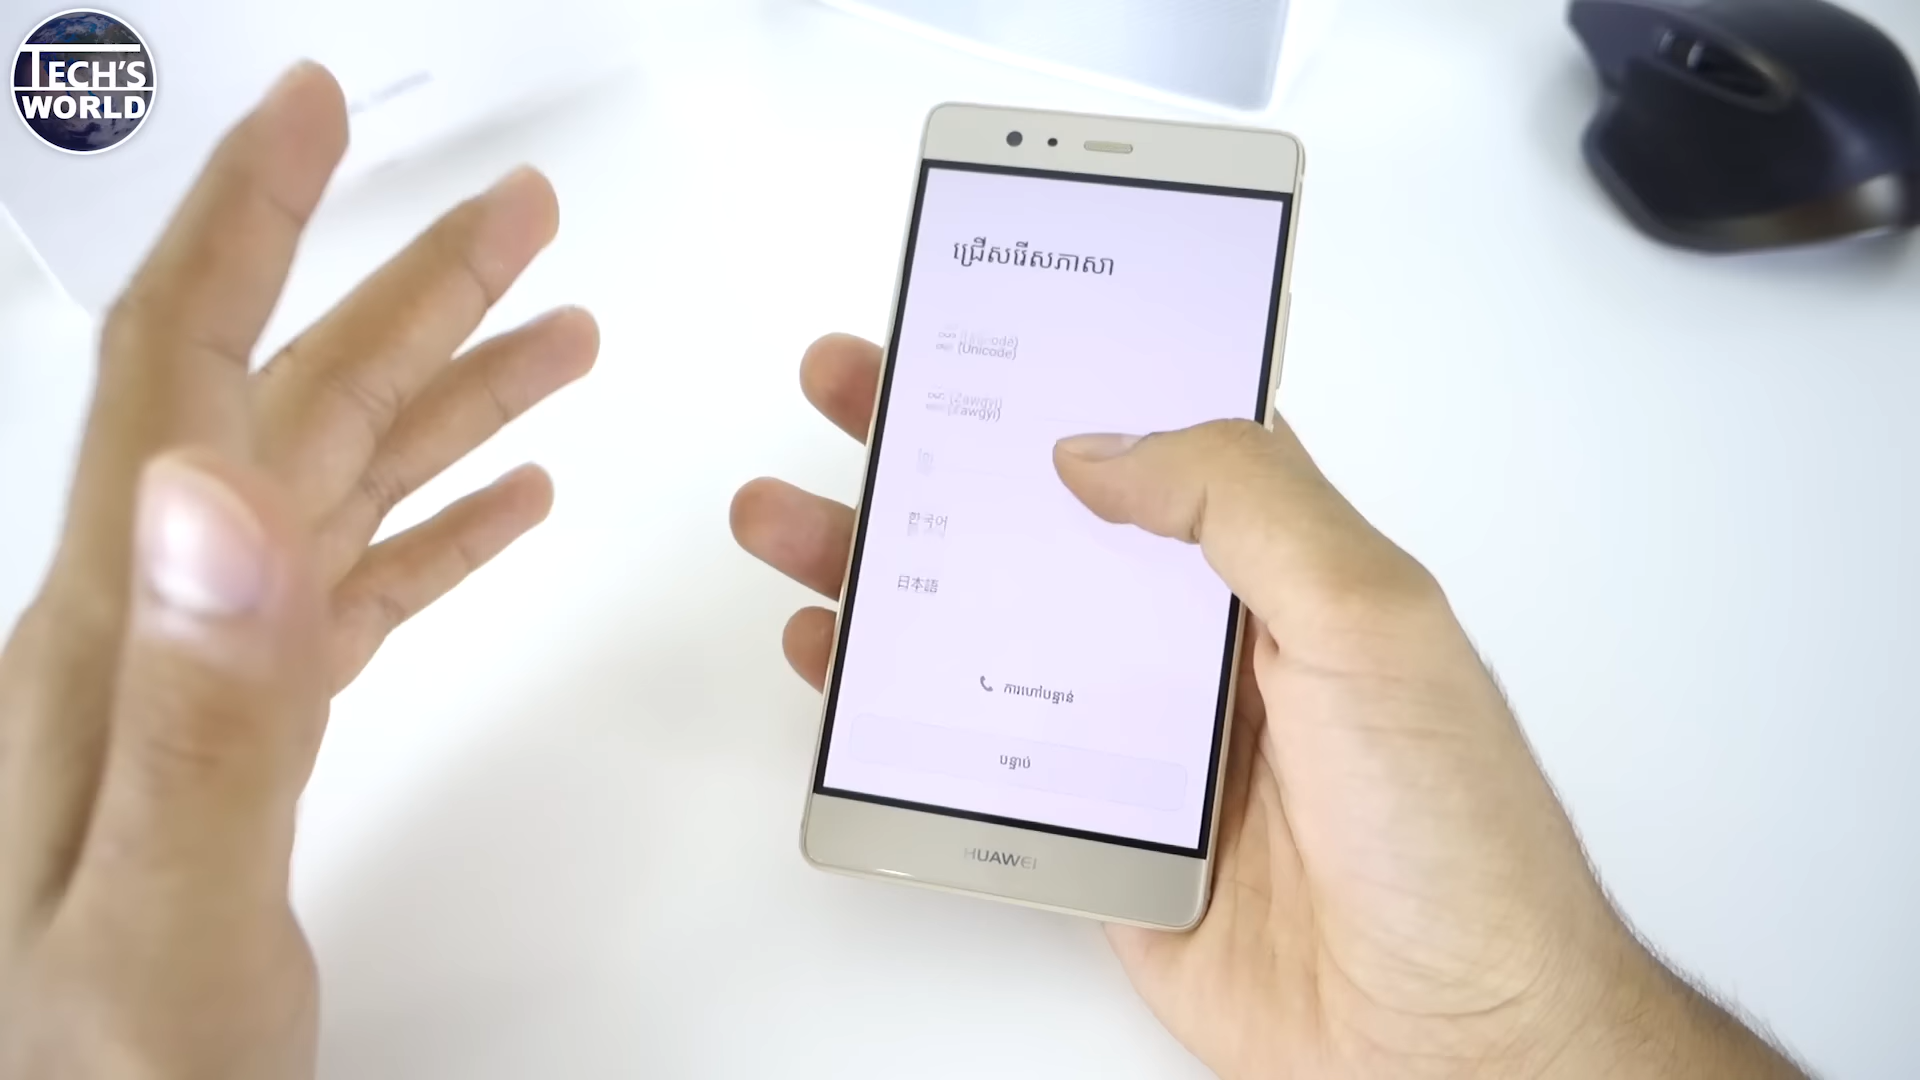 TECH'S
WORLD
ជ្រើសរើសភាសា
(Unicode)
(Zawgyi)
한국어
日本語
ការហៅបន្ទាន់
បន្ទាប់
HUAWEI